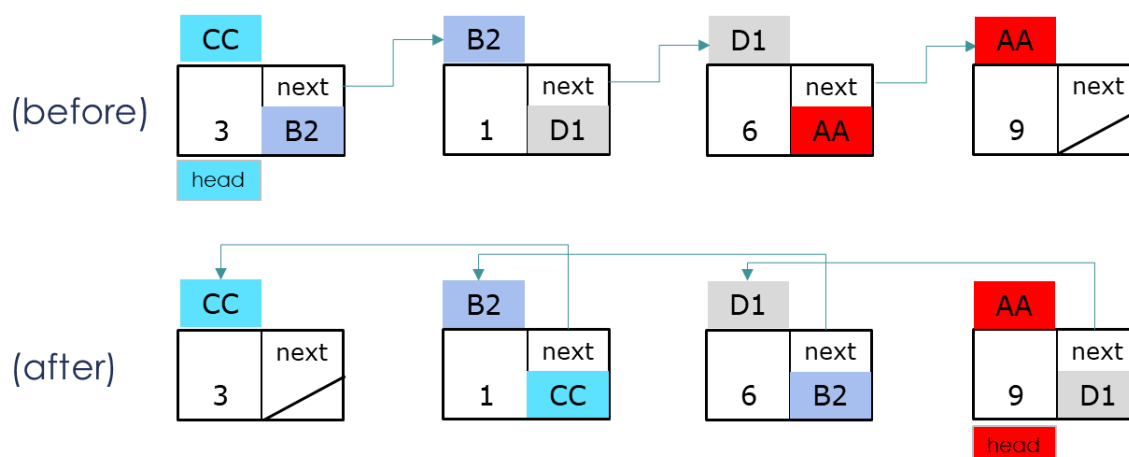 CC B2 D1 AA
next next next next
(before) 3 B2 1 D1 6 AA 9
head
CC B2 D1 AA
next next next next
(after) 3 1 CC 6 B2 9 D1
head